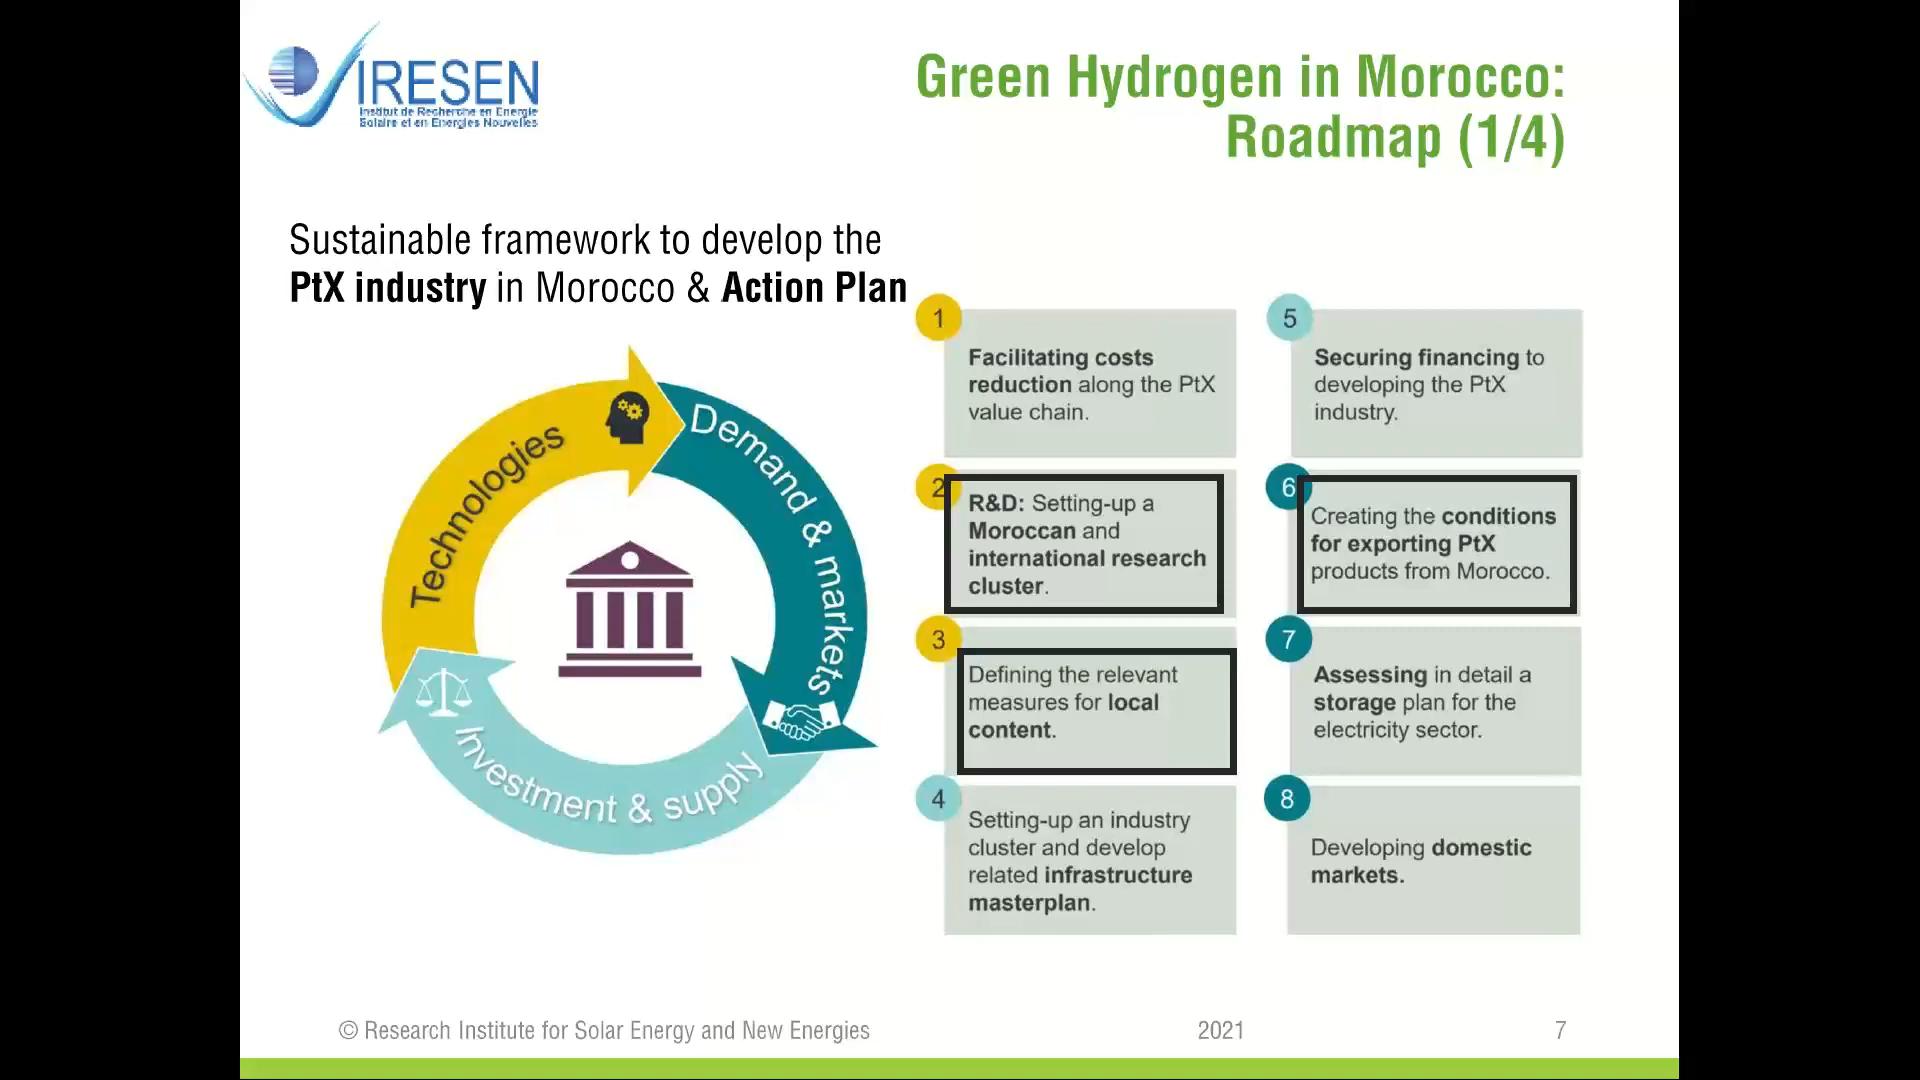 IRESEN
Institut de Recherche en Energie
Solaire et en Energies Nouvelles
Green Hydrogen in Morocco:
Roadmap (1/4)
Sustainable framework to develop the
PtX industry in Morocco & Action Plan
Technologies
Demand & markets
Investment & supply
1
Facilitating costs
reduction along the PtX
value chain.
2
R&D: Setting-up a
Moroccan and
international research
cluster.
3
Defining the relevant
measures for local
content.
4
Setting-up an industry
cluster and develop
related infrastructure
masterplan.
5
Securing financing to
developing the PtX
industry.
6
Creating the conditions
for exporting PtX
products from Morocco.
7
Assessing in detail a
storage plan for the
electricity sector.
8
Developing domestic
markets.
© Research Institute for Solar Energy and New Energies
2021
7